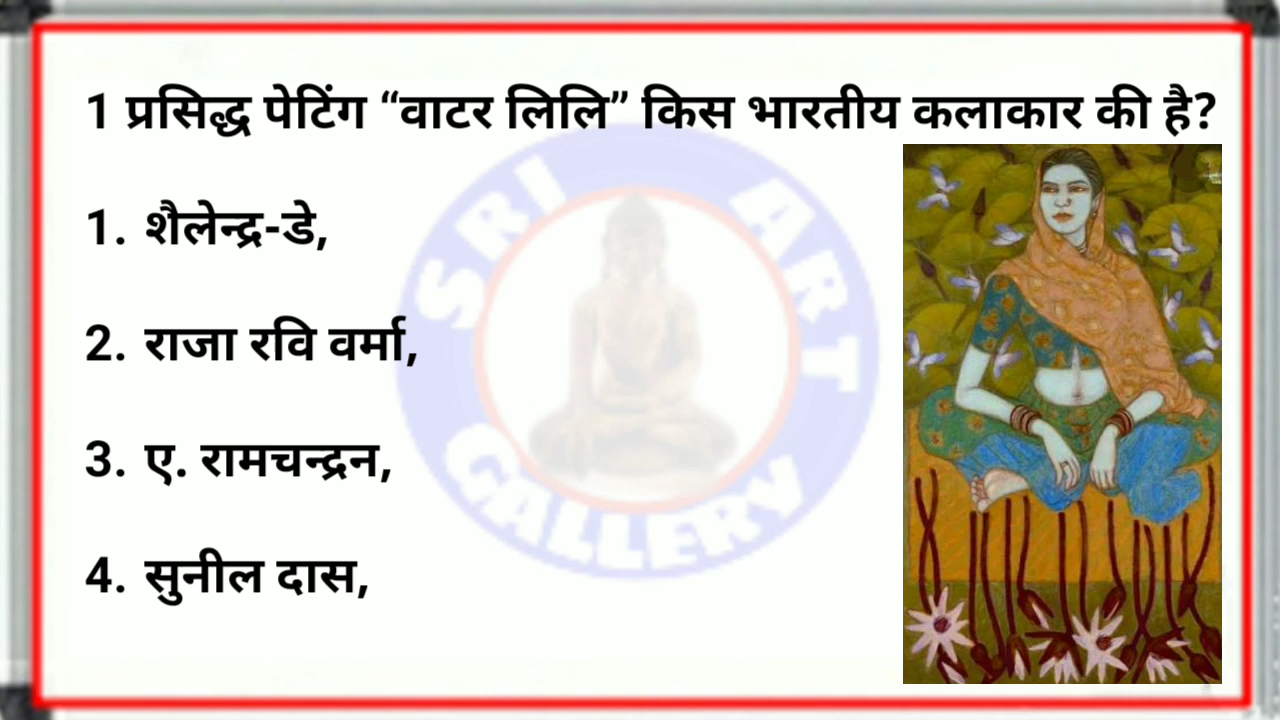 1 प्रसिद्ध पेटिंग “वाटर लिलि” किस भारतीय कलाकार की है?
1. शैलेन्द्र-डे,
2. राजा रवि वर्मा,
3. ए. रामचन्द्रन,
4. सुनील दास,
SRI ART
GALLERY